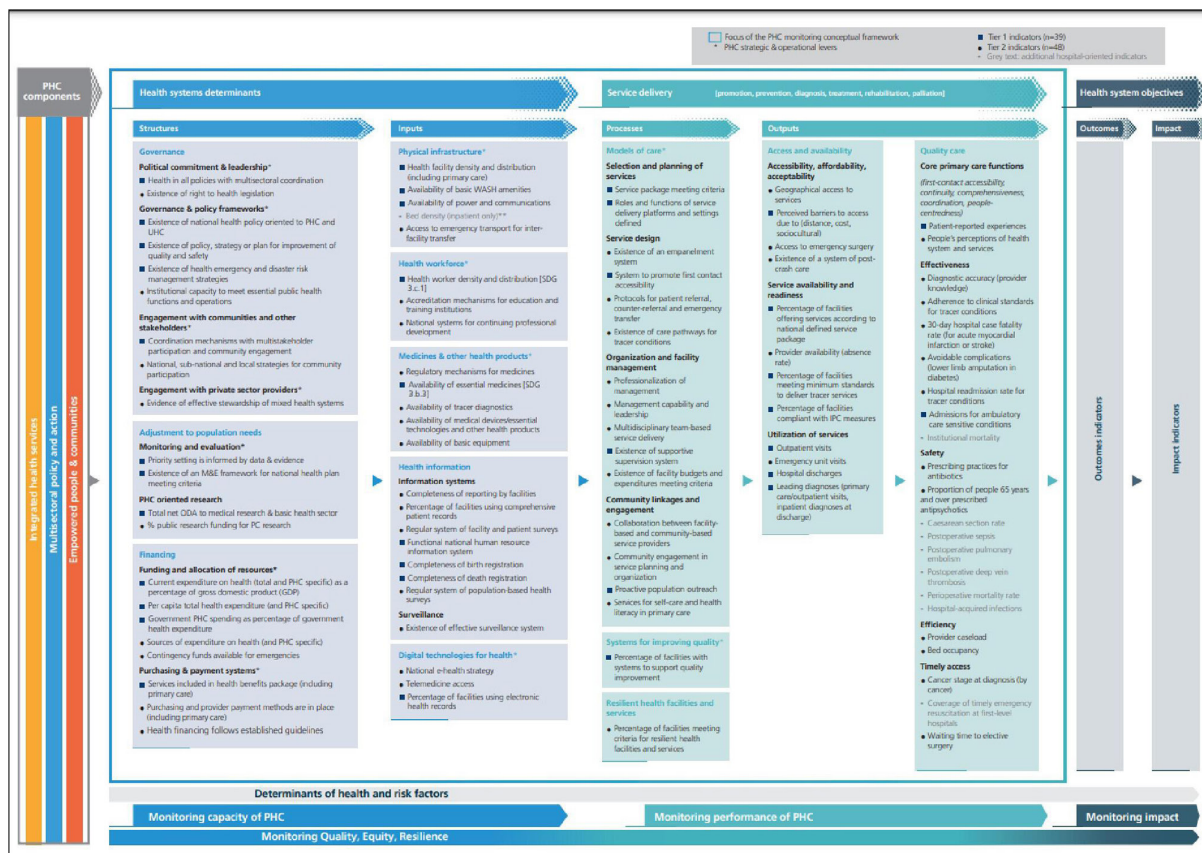 Focus of the PHC monitoring conceptual framework
* PHC strategic & operational levers
■ Tier 1 indicators (n=39)
● Tier 2 indicators (n=48)
- Grey text: additional hospital-oriented indicators
PHC
components
Integrated health services
Multisectoral policy and action
Empowered people & communities
Health systems determinants
Structures
Governance
Political commitment & leadership*
■ Health in all policies with multisectoral coordination
● Existence of right to health legislation
Governance & policy frameworks*
■ Existence of national health policy oriented to PHC and
UHC
■ Existence of policy, strategy or plan for improvement of
quality and safety
■ Existence of health emergency and disaster risk
management strategies
● Institutional capacity to meet essential public health
functions and operations
Engagement with communities and other
stakeholders*
■ Coordination mechanisms with multistakeholder
participation and community engagement
● National, sub-national and local strategies for community
participation
Engagement with private sector providers*
● Evidence of effective stewardship of mixed health systems
Adjustment to population needs
Monitoring and evaluation*
■ Priority setting is informed by data & evidence
■ Existence of an M&E framework for national health plan
meeting criteria
PHC oriented research
■ Total net ODA to medical research & basic health sector
● % public research funding for PC research
Financing
Funding and allocation of resources*
■ Current expenditure on health (total and PHC specific) as a
percentage of gross domestic product (GDP)
■ Per capita total health expenditure (and PHC specific)
■ Government PHC spending as percentage of government
health expenditure
● Sources of expenditure on health (and PHC specific)
● Contingency funds available for emergencies
Purchasing & payment systems*
■ Services included in health benefits package (including
primary care)
● Purchasing and provider payment methods are in place
(including primary care)
● Health financing follows established guidelines
Inputs
Physical infrastructure*
■ Health facility density and distribution
(including primary care)
■ Availability of basic WASH amenities
■ Availability of power and communications
- Bed density (inpatient only)**
● Access to emergency transport for inter-
facility transfer
Health workforce*
■ Health worker density and distribution [SDG
3.c.1]
● Accreditation mechanisms for education and
training institutions
● National systems for continuing professional
development
Medicines & other health products*
● Regulatory mechanisms for medicines
■ Availability of essential medicines [SDG
3.b.3]
● Availability of tracer diagnostics
● Availability of medical devices/essential
technologies and other health products
● Availability of basic equipment
Health information
Information systems
● Completeness of reporting by facilities
● Percentage of facilities using comprehensive
patient records
● Regular system of facility and patient surveys
■ Functional national human resource
information system
■ Completeness of birth registration
■ Completeness of death registration
● Regular system of population-based health
surveys
Surveillance
● Existence of effective surveillance system
Digital technologies for health*
● National e-health strategy
● Telemedicine access
■ Percentage of facilities using electronic
health records
Service delivery
[promotion, prevention, diagnosis, treatment, rehabilitation, palliation]
Processes
Models of care*
Selection and planning of
services
■ Service package meeting criteria
■ Roles and functions of service
delivery platforms and settings
defined
Service design
● Existence of an empanelment
system
■ System to promote first contact
accessibility
● Protocols for patient referral,
counter-referral and emergency
transfer
● Existence of care pathways for
tracer conditions
Organization and facility
management
● Professionalization of
management
● Management capability and
leadership
● Multidisciplinary team-based
service delivery
■ Existence of supportive
supervision system
● Existence of facility budgets and
expenditures meeting criteria
Community linkages and
engagement
● Collaboration between facility-
based and community-based
service providers
● Community engagement in
service planning and
organization
■ Proactive population outreach
● Services for self-care and health
literacy in primary care
Systems for improving quality*
■ Percentage of facilities with
systems to support quality
improvement
Resilient health facilities and
services
● Percentage of facilities meeting
criteria for resilient health
facilities and services
Outputs
Access and availability
Accessibility, affordability,
acceptability
● Geographical access to
services
■ Perceived barriers to access
due to (distance, cost,
sociocultural)
● Access to emergency surgery
● Existence of a system of post-
crash care
Service availability and
readiness
■ Percentage of facilities
offering services according to
national defined service
package
● Provider availability (absence
rate)
■ Percentage of facilities
meeting minimum standards
to deliver tracer services
■ Percentage of facilities
compliant with IPC measures
Utilization of services
■ Outpatient visits
● Emergency unit visits
■ Hospital discharges
■ Leading diagnoses (primary
care/outpatient visits,
inpatient diagnoses at
discharge)
Quality care
Core primary care functions
(first-contact accessibility,
continuity, comprehensiveness,
coordination, people-
centredness)
■ Patient-reported experiences
● People's perceptions of health
system and services
Effectiveness
● Diagnostic accuracy (provider
knowledge)
● Adherence to clinical standards
for tracer conditions
● 30-day hospital case fatality
rate (for acute myocardial
infarction or stroke)
● Avoidable complications
(lower limb amputation in
diabetes)
● Hospital readmission rate for
tracer conditions
■ Admissions for ambulatory
care sensitive conditions
- Institutional mortality
Safety
● Prescribing practices for
antibiotics
● Proportion of people 65 years
and over prescribed
antipsychotics
- Caesarean section rate
- Postoperative sepsis
- Postoperative pulmonary
embolism
- Postoperative deep vein
thrombosis
- Perioperative mortality rate
- Hospital-acquired infections
Efficiency
● Provider caseload
● Bed occupancy
Timely access
● Cancer stage at diagnosis (by
cancer)
- Coverage of timely emergency
resuscitation at first-level
hospitals
● Waiting time to elective
surgery
Health system objectives
Outcomes
Outcomes indicators
Impact
Impact indicators
Determinants of health and risk factors
Monitoring capacity of PHC
Monitoring performance of PHC
Monitoring impact
Monitoring Quality, Equity, Resilience